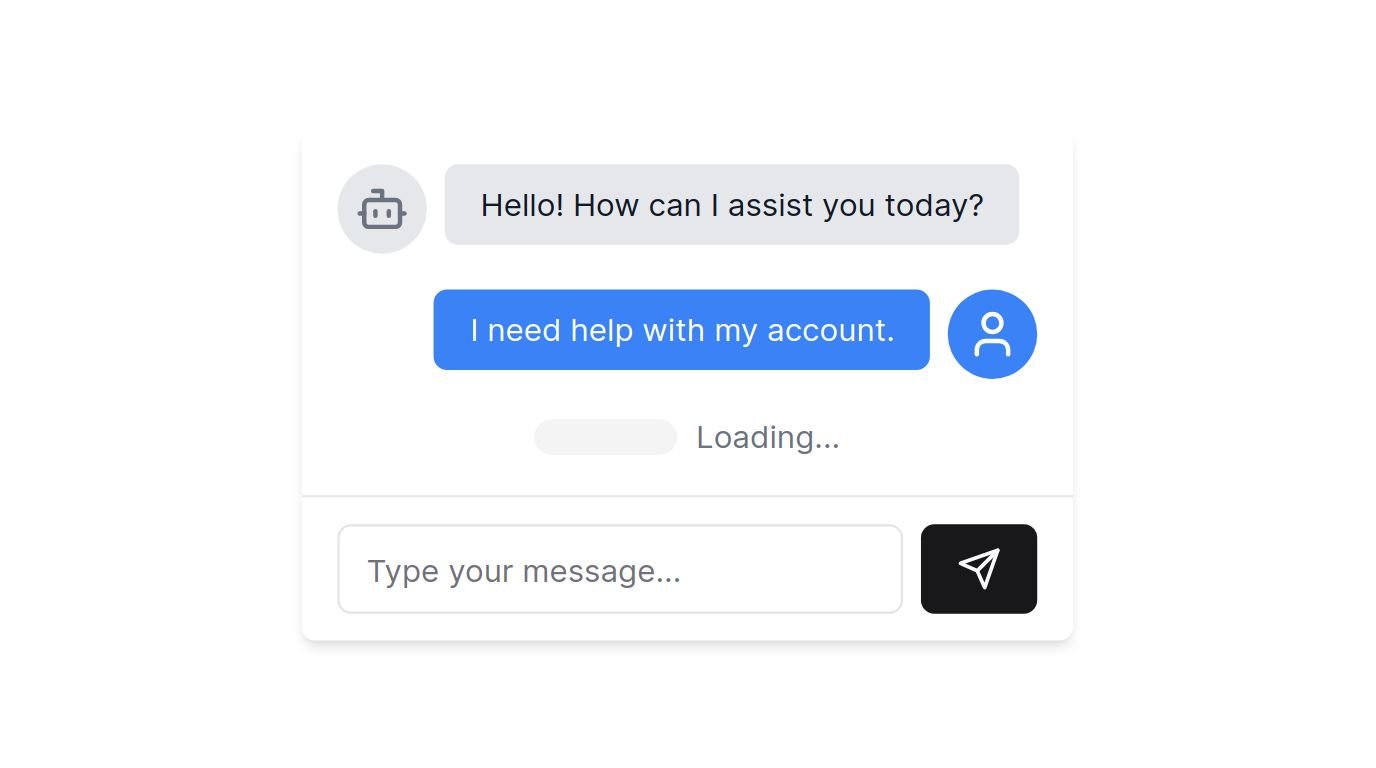 Hello! How can I assist you today?
I need help with my account.
Loading...
Type your message...